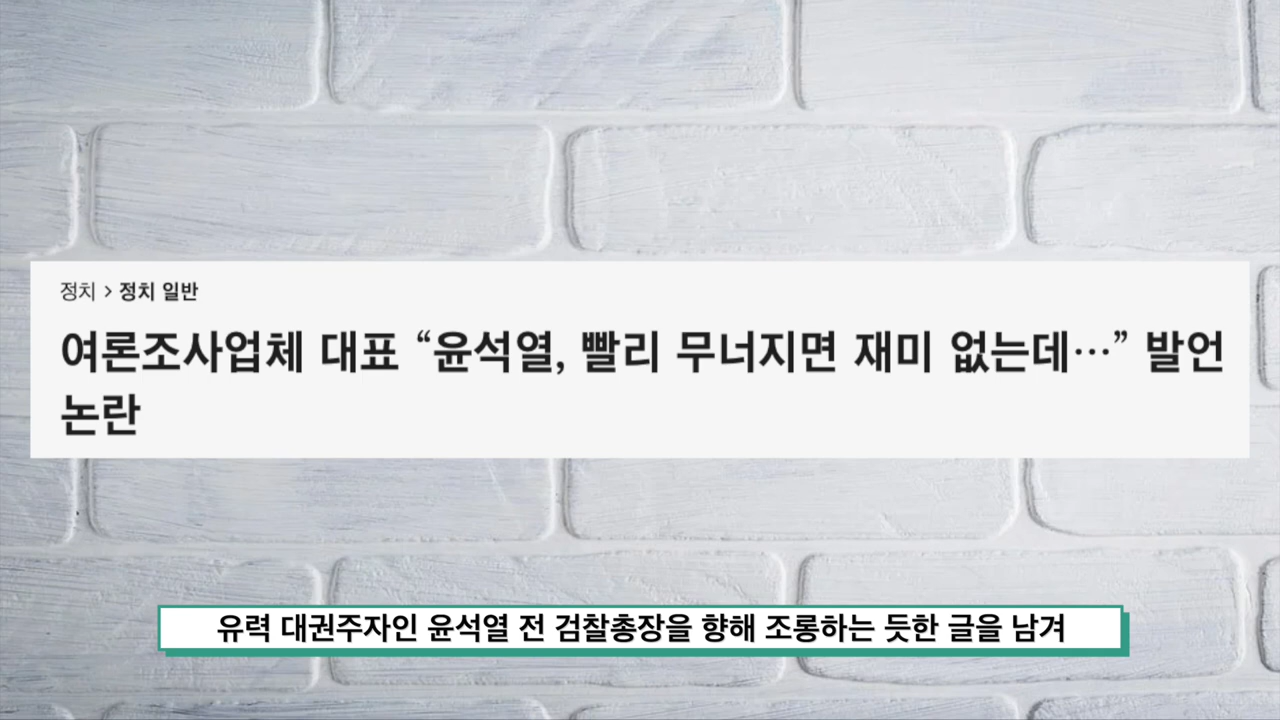 정치 > 정치 일반
여론조사업체 대표 “윤석열, 빨리 무너지면 재미 없는데…” 발언
논란
유력 대권주자인 윤석열 전 검찰총장을 향해 조롱하는 듯한 글을 남겨